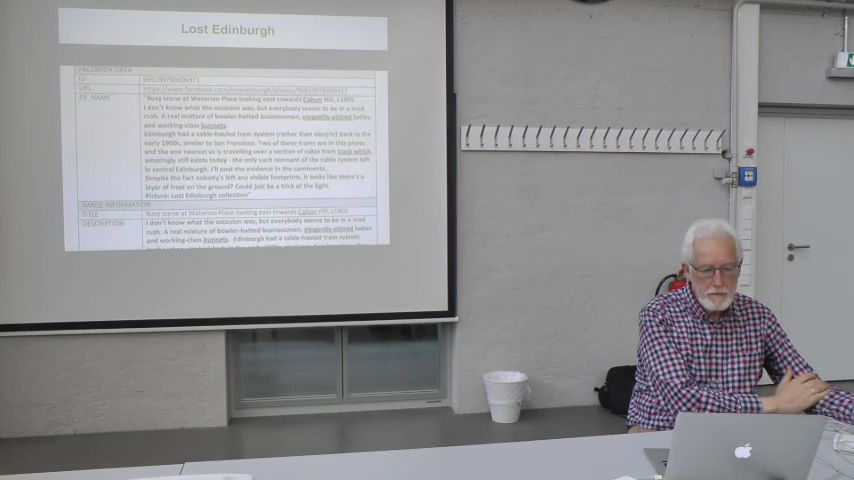 Lost Edinburgh
FACEBOOK DATA
ID
URL
FB_NAME "Busy scene at Waterloo Place looking east towards Calton Hill, c1905
I don't know what the occasion was, but everybody seems to be in a mad
rush. A real mixture of bowler-hatted businessmen, elegantly-attired ladies
and working-class bunnets.
Edinburgh had a cable-hauled tram system (rather than electric) back in the
early 1900s, similar to San Francisco. Two of these trams are in this photo
and the one nearest us is travelling over a section of cable tram track which
amazingly still exists today - the only such remnant of the cable system left
in central Edinburgh. I'll post the evidence in the comments.
Despite the fact nobody's left any visible footprints, it looks like there's a
layer of frost on the ground? Could just be a trick of the light.
Picture: Lost Edinburgh collection"
IMAGE INFORMATION
TITLE Busy scene at Waterloo Place looking east towards Calton Hill, c1905
DESCRIPTION I don't know what the occasion was, but everybody seems to be in a mad
rush. A real mixture of bowler-hatted businessmen, elegantly-attired ladies
and working-class bunnets. Edinburgh had a cable-hauled tram system